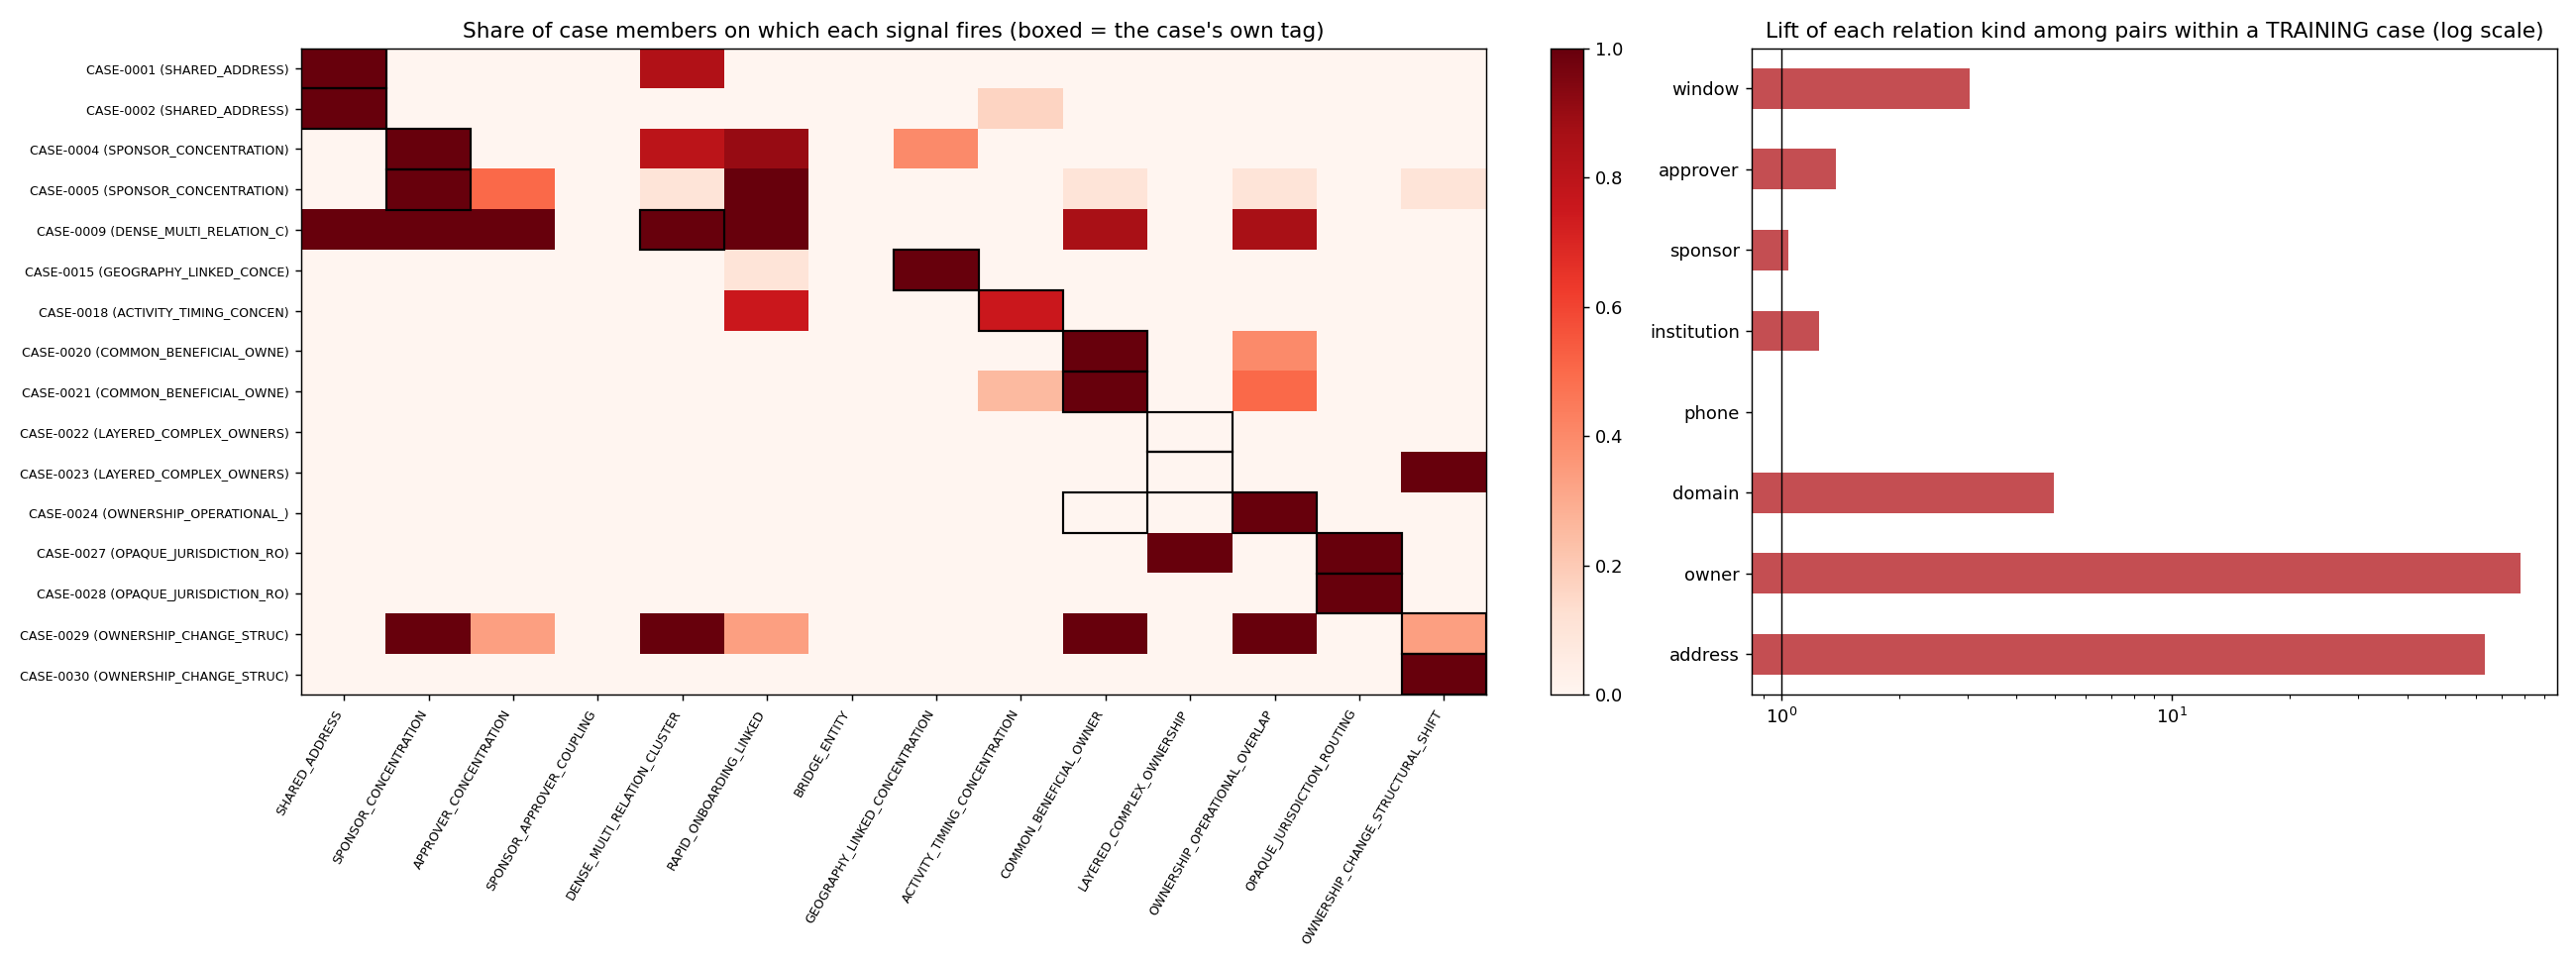 Share of case members on which each signal fires (boxed = the case's own tag)
CASE-0001 (SHARED_ADDRESS)
CASE-0002 (SHARED_ADDRESS)
CASE-0004 (SPONSOR_CONCENTRATION)
CASE-0005 (SPONSOR_CONCENTRATION)
CASE-0009 (DENSE_MULTI_RELATION_C)
CASE-0015 (GEOGRAPHY_LINKED_CONCE)
CASE-0018 (ACTIVITY_TIMING_CONCEN)
CASE-0020 (COMMON_BENEFICIAL_OWNE)
CASE-0021 (COMMON_BENEFICIAL_OWNE)
CASE-0022 (LAYERED_COMPLEX_OWNERS)
CASE-0023 (LAYERED_COMPLEX_OWNERS)
CASE-0024 (OWNERSHIP_OPERATIONAL_)
CASE-0027 (OPAQUE_JURISDICTION_RO)
CASE-0028 (OPAQUE_JURISDICTION_RO)
CASE-0029 (OWNERSHIP_CHANGE_STRUC)
CASE-0030 (OWNERSHIP_CHANGE_STRUC)
SHARED_ADDRESS
SPONSOR_CONCENTRATION
APPROVER_CONCENTRATION
SPONSOR_APPROVER_COUPLING
DENSE_MULTI_RELATION_CLUSTER
RAPID_ONBOARDING_LINKED
BRIDGE_ENTITY
GEOGRAPHY_LINKED_CONCENTRATION
ACTIVITY_TIMING_CONCENTRATION
COMMON_BENEFICIAL_OWNER
LAYERED_COMPLEX_OWNERSHIP
OWNERSHIP_OPERATIONAL_OVERLAP
OPAQUE_JURISDICTION_ROUTING
OWNERSHIP_CHANGE_STRUCTURAL_SHIFT
1.0
0.8
0.6
0.4
0.2
0.0
Lift of each relation kind among pairs within a TRAINING case (log scale)
window
approver
sponsor
institution
phone
domain
owner
address
10⁰
10¹